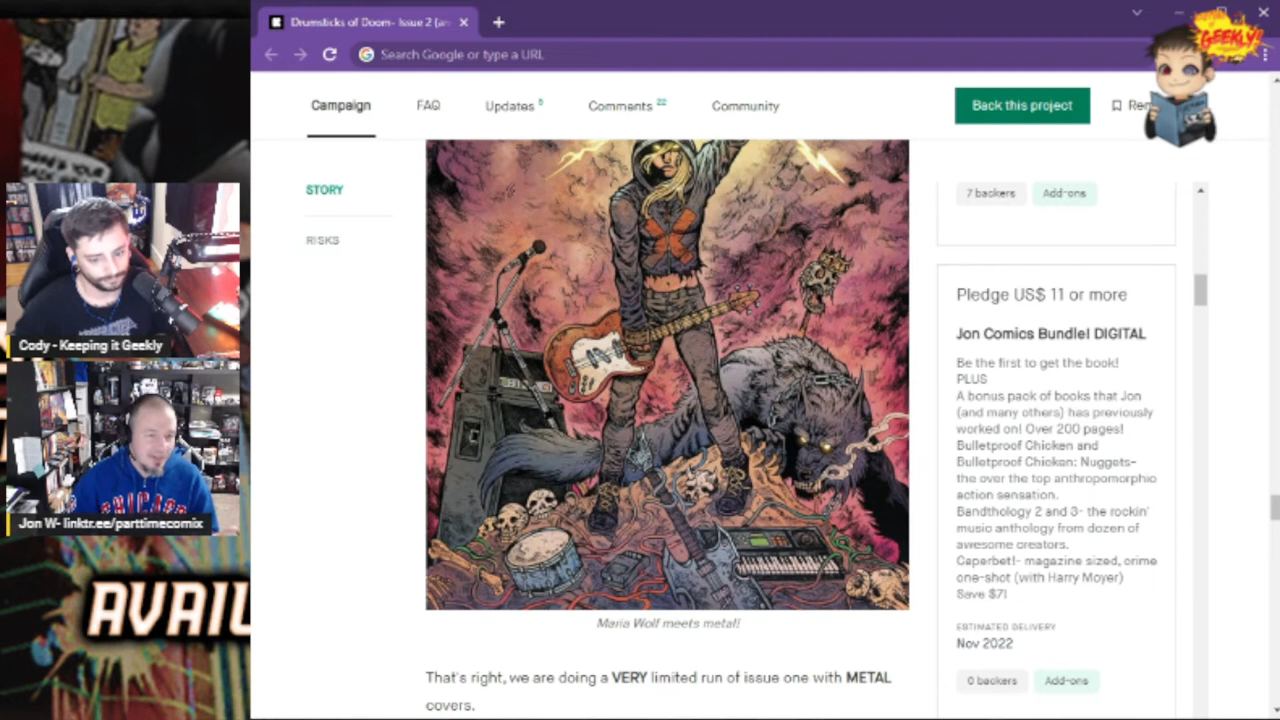 Drumsticks of Doom- Issue 2 (an
Search Google or type a URL
GEEKLY!
Campaign
FAQ
Updates 5
Comments 22
Community
Back this project
STORY
RISKS
7 backers
Add-ons
Pledge US$ 11 or more
Jon Comics Bundle! DIGITAL
Be the first to get the book!
PLUS
A bonus pack of books that Jon
(and many others) has previously
worked on! Over 200 pages!
Bulletproof Chicken and
Bulletproof Chicken: Nuggets-
the over the top anthropomorphic
action sensation.
Bandthology 2 and 3- the rockin'
music anthology from dozen of
awesome creators.
Caperbet!- magazine sized, crime
one-shot (with Harry Moyer)
Save $7!
ESTIMATED DELIVERY
Nov 2022
0 backers
Add-ons
Maria Wolf meets metal!
That's right, we are doing a VERY limited run of issue one with METAL
covers.
Cody - Keeping it Geekly
CHICAGO
Jon W- linktr.ee/parttimecomix
AVAIL